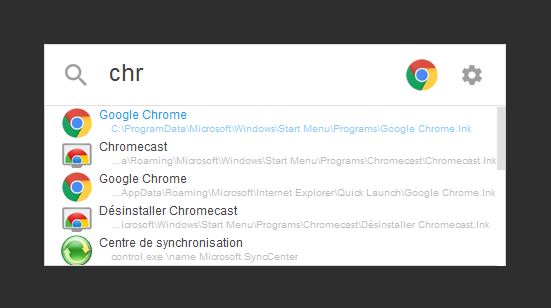 chr
Google Chrome
C:\ProgramData\Microsoft\Windows\Start Menu\Programs\Google Chrome.lnk
Chromecast
...a\Roaming\Microsoft\Windows\Start Menu\Programs\Chromecast\Chromecast.lnk
Google Chrome
...AppData\Roaming\Microsoft\Internet Explorer\Quick Launch\Google Chrome.lnk
Désinstaller Chromecast
...icrosoft\Windows\Start Menu\Programs\Chromecast\Désinstaller Chromecast.lnk
Centre de synchronisation
control.exe \name Microsoft.SyncCenter